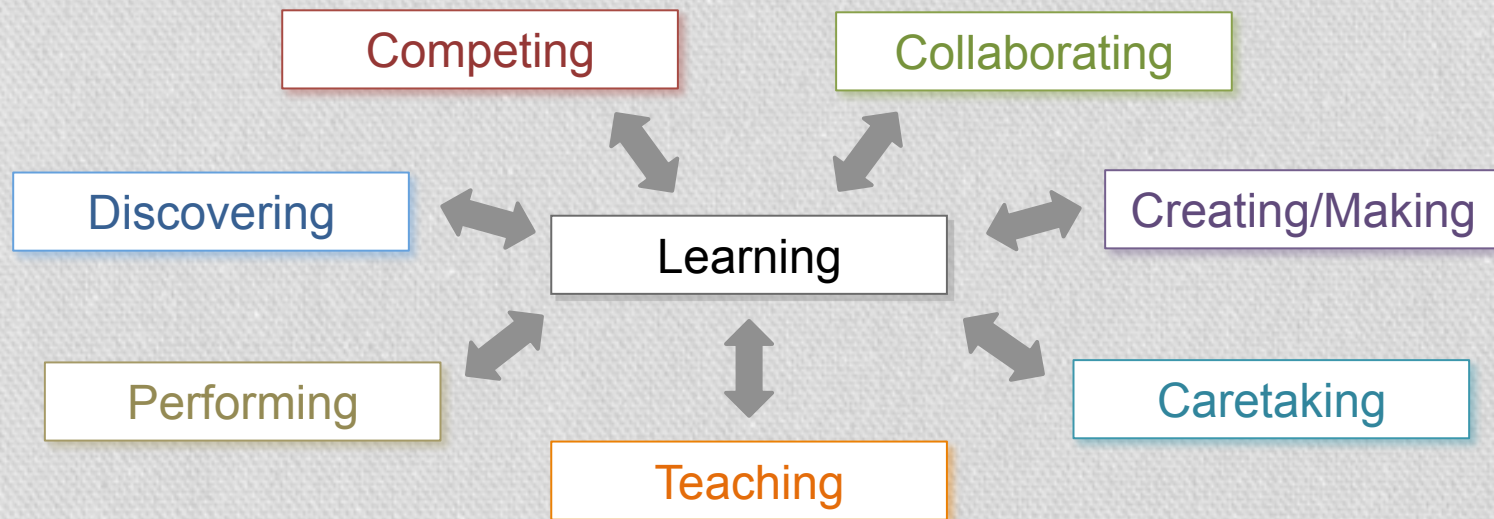 Competing
Collaborating
Discovering
Creating/Making
Learning
Performing
Caretaking
Teaching